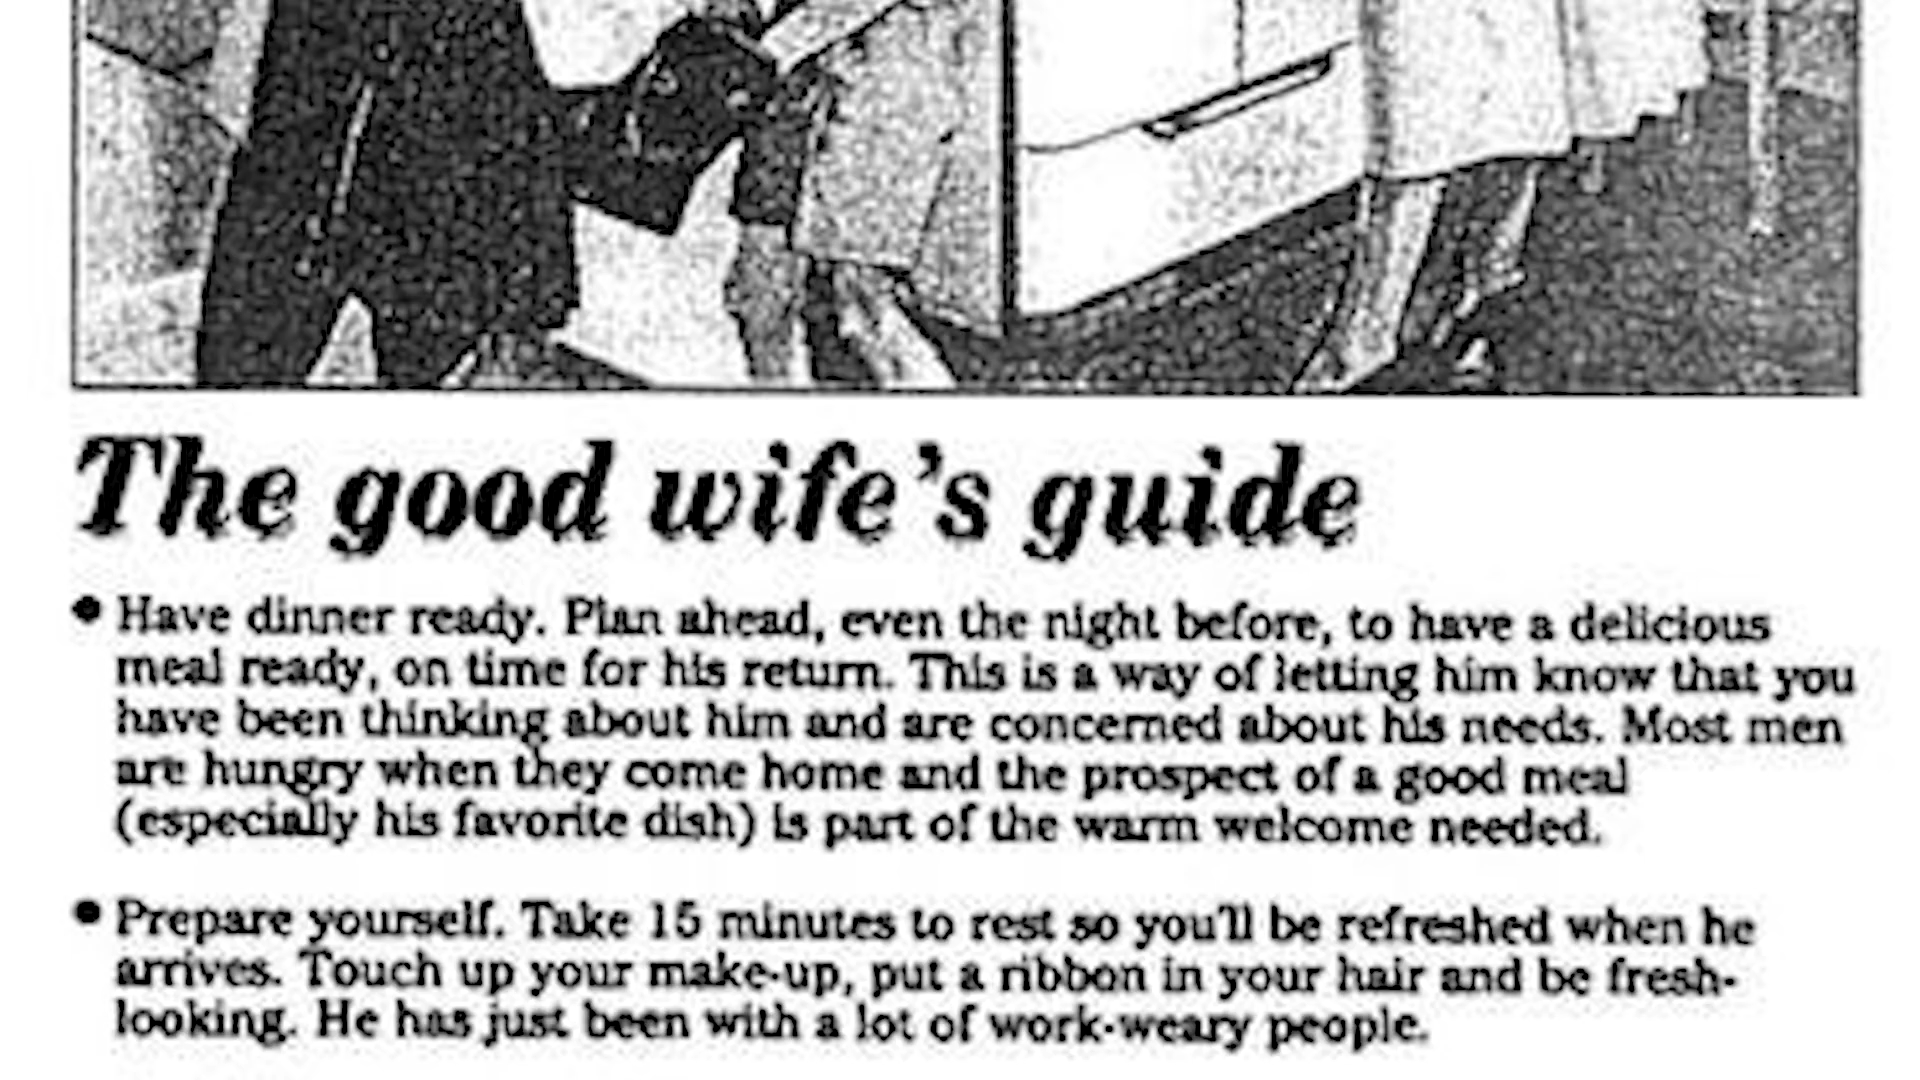 The good wife's guide
• Have dinner ready. Plan ahead, even the night before, to have a delicious
meal ready, on time for his return. This is a way of letting him know that you
have been thinking about him and are concerned about his needs. Most men
are hungry when they come home and the prospect of a good meal
(especially his favorite dish) is part of the warm welcome needed.
• Prepare yourself. Take 15 minutes to rest so you'll be refreshed when he
arrives. Touch up your make-up, put a ribbon in your hair and be fresh-
looking. He has just been with a lot of work-weary people.